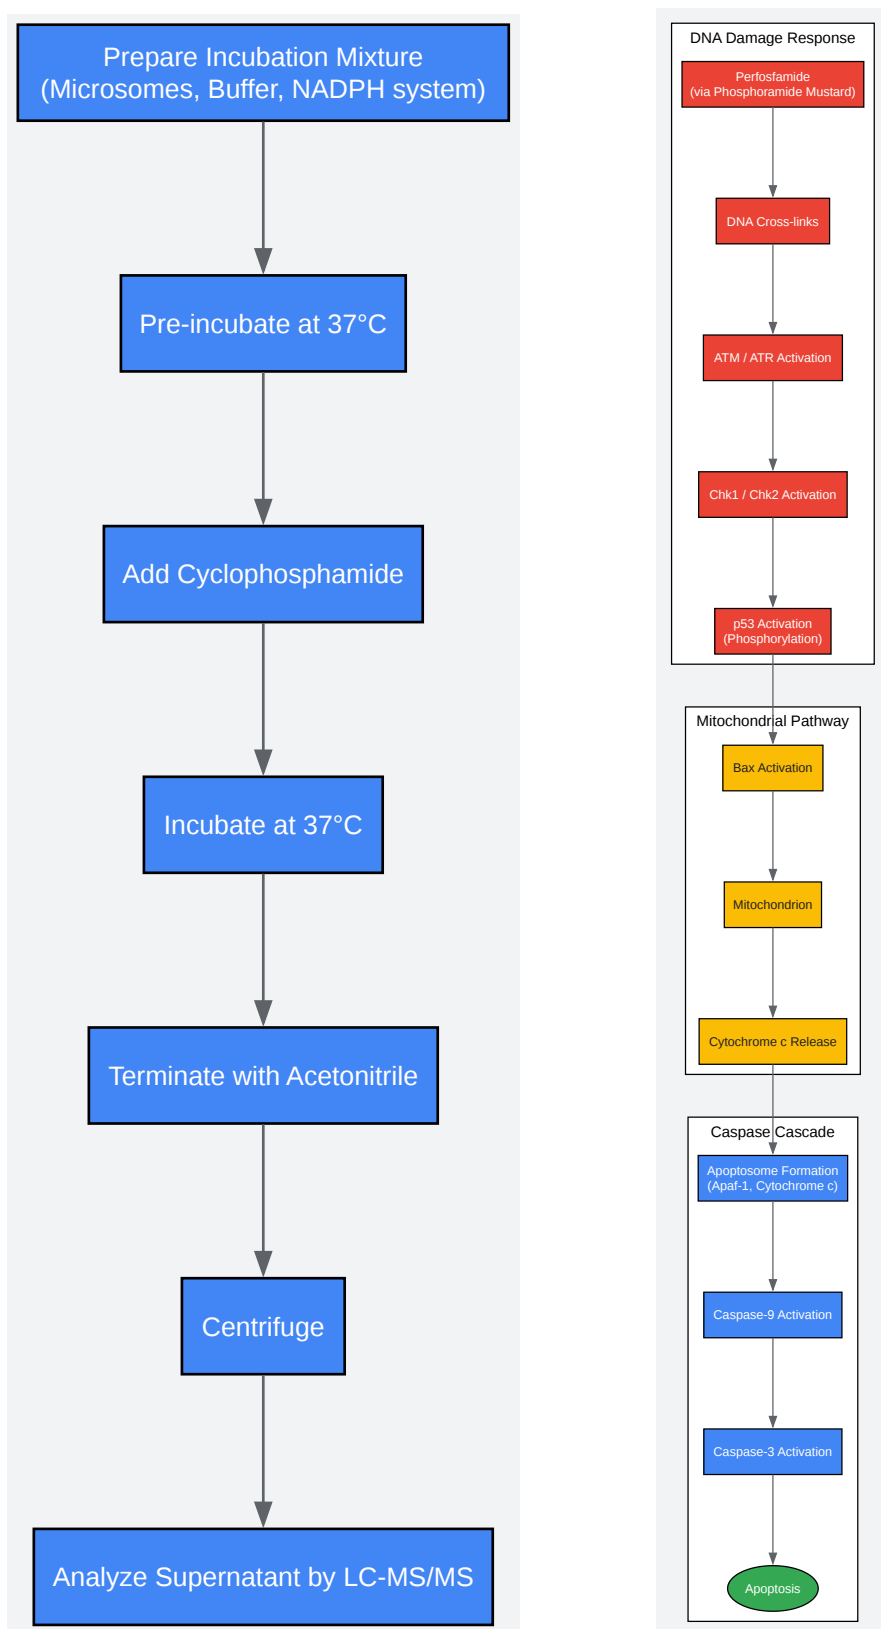 Prepare Incubation Mixture
(Microsomes, Buffer, NADPH system)
Pre-incubate at 37°C
Add Cyclophosphamide
Incubate at 37°C
Terminate with Acetonitrile
Centrifuge
Analyze Supernatant by LC-MS/MS
DNA Damage Response
Perfosfamide
(via Phosphoramide Mustard)
DNA Cross-links
ATM / ATR Activation
Chk1 / Chk2 Activation
p53 Activation
(Phosphorylation)
Mitochondrial Pathway
Bax Activation
Mitochondrion
Cytochrome c Release
Caspase Cascade
Apoptosome Formation
(Apaf-1, Cytochrome c)
Caspase-9 Activation
Caspase-3 Activation
Apoptosis